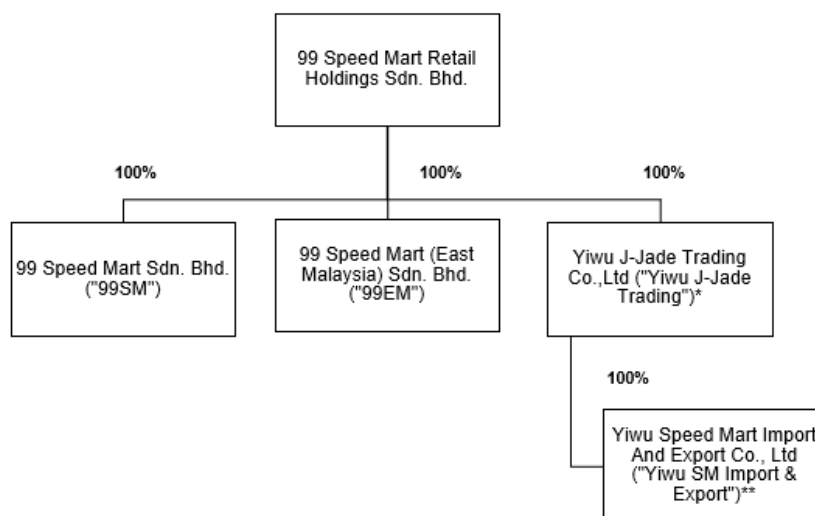 99 Speed Mart Retail
Holdings Sdn. Bhd.
100%
100%
100%
99 Speed Mart Sdn. Bhd.
("99SM")
99 Speed Mart (East
Malaysia) Sdn. Bhd.
("99EM")
Yiwu J-Jade Trading
Co.,Ltd ("Yiwu J-Jade
Trading")*
100%
Yiwu Speed Mart Import
And Export Co., Ltd
("Yiwu SM Import &
Export")**